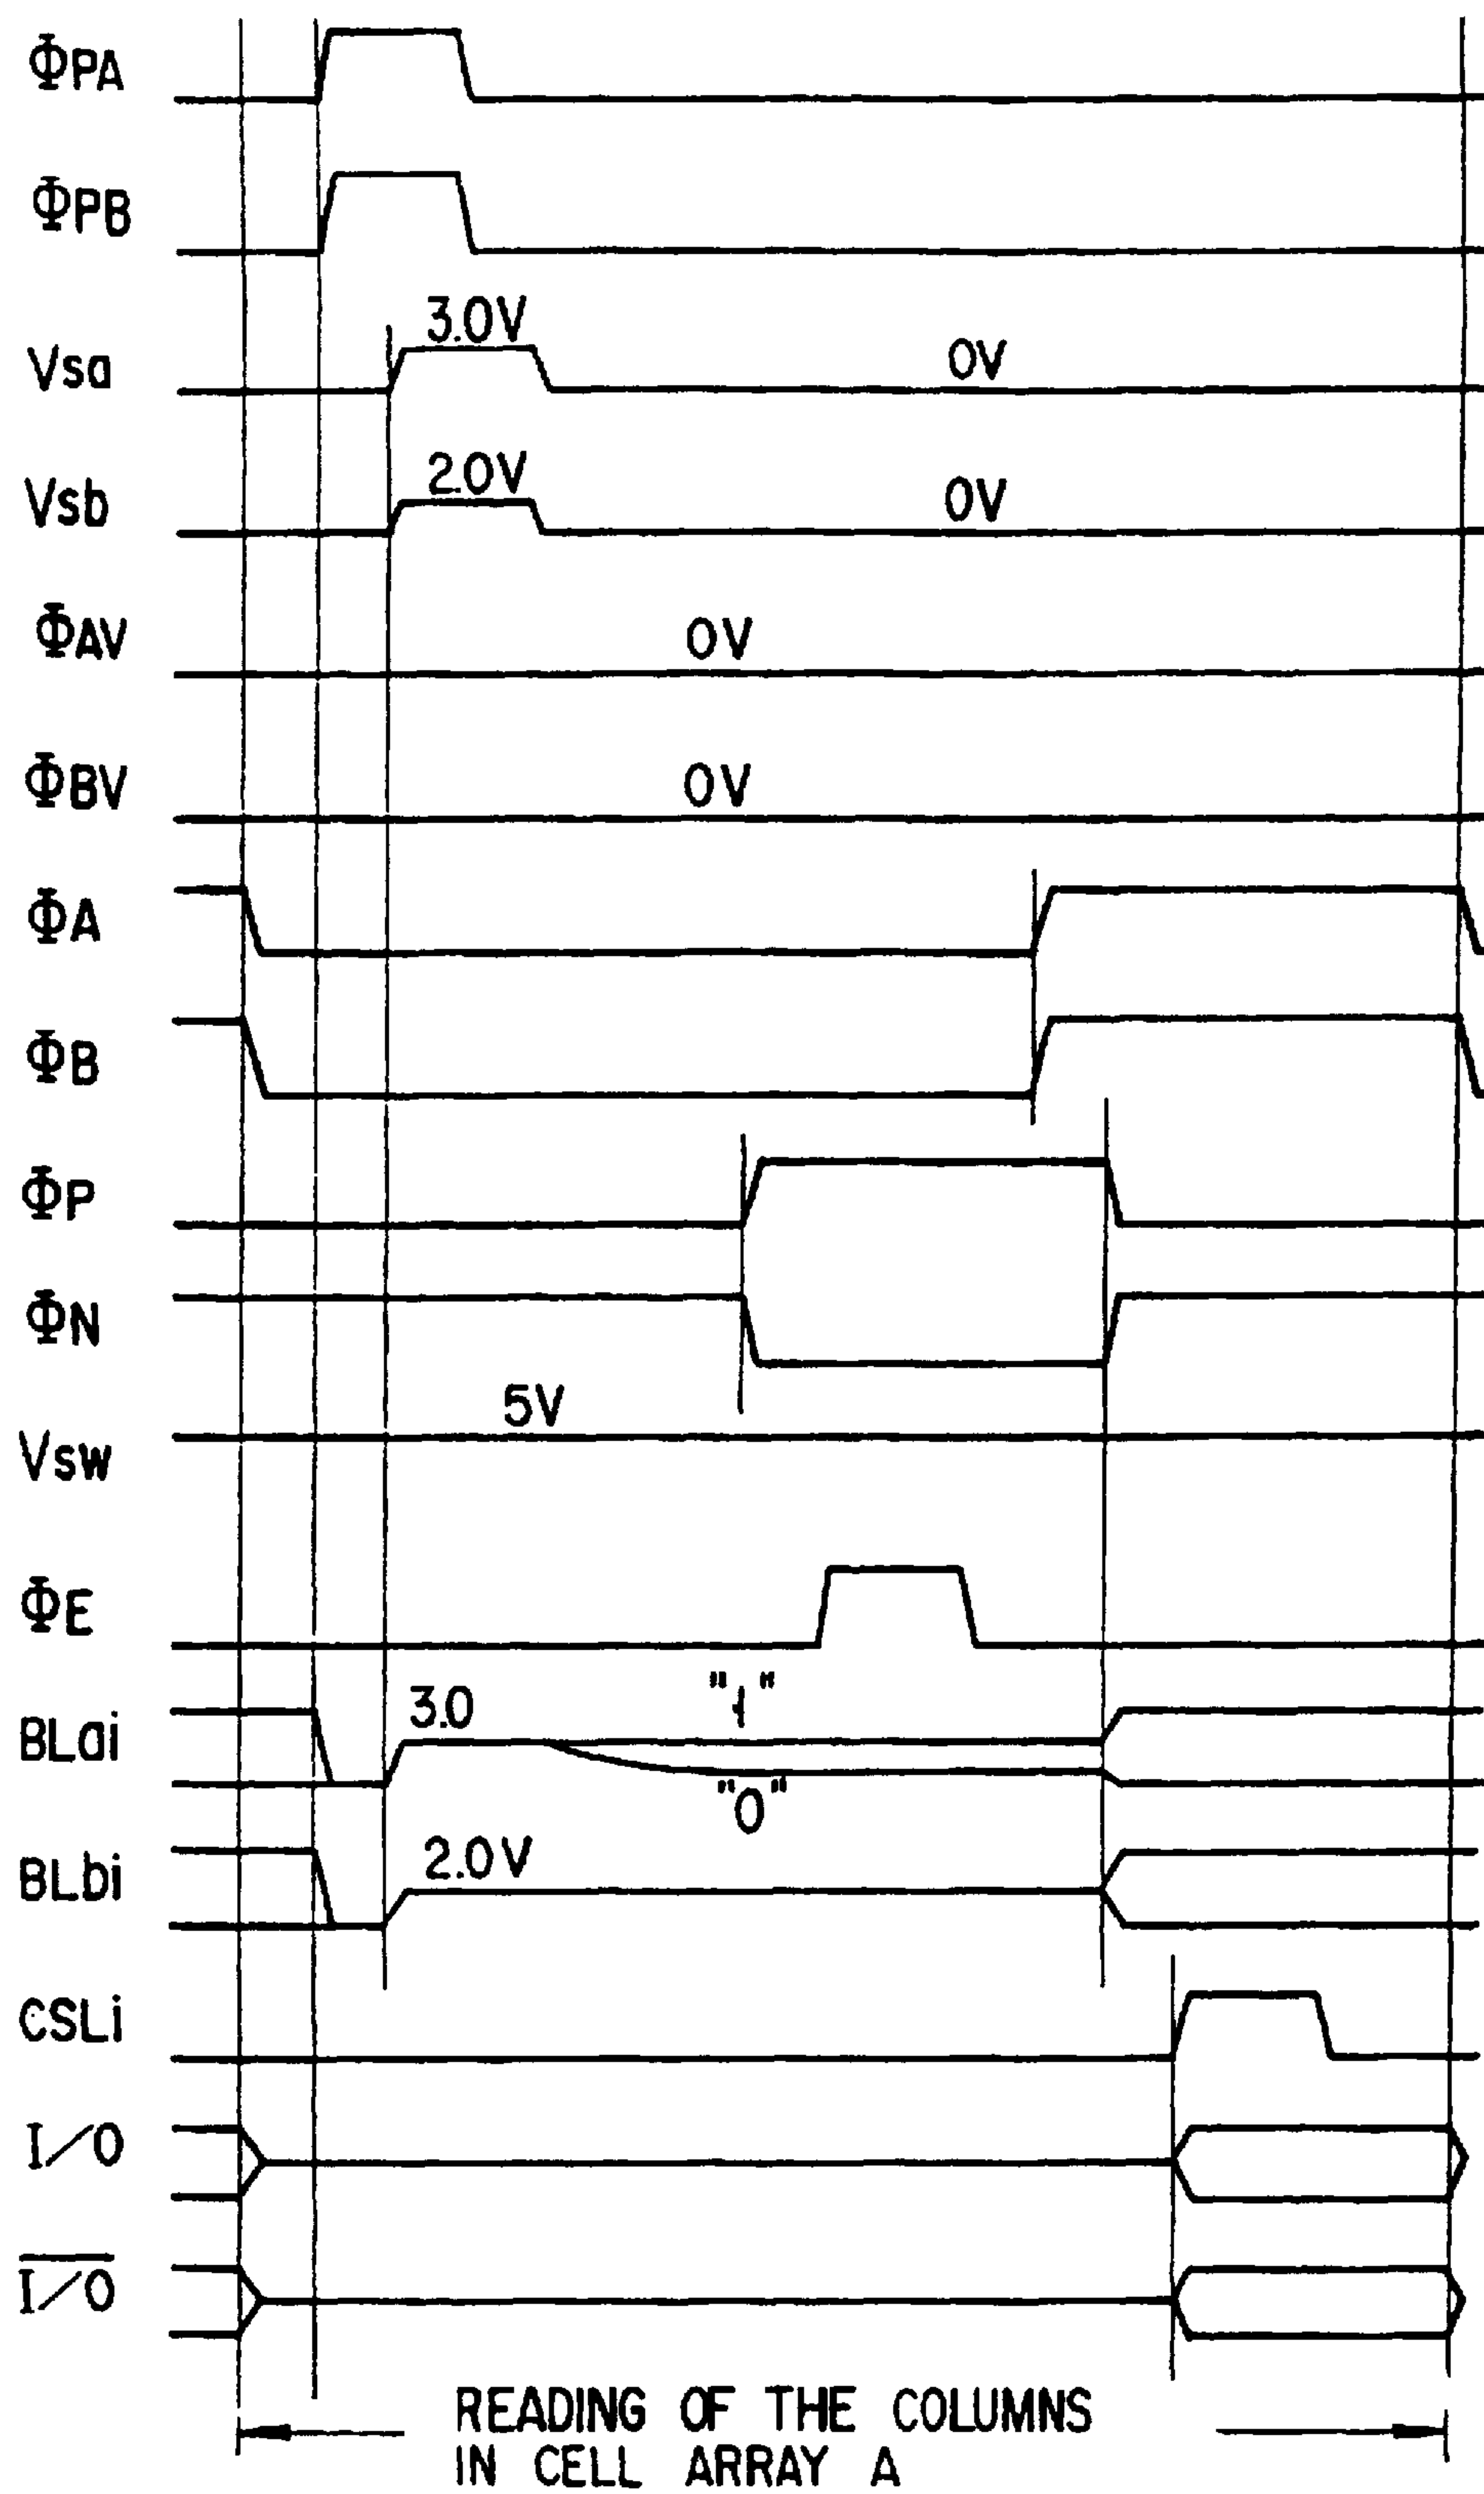 ΦPA
ΦPB
3.0V
Vsa
0V
2.0V
Vsb
0V
ΦAV
0V
ΦBV
0V
ΦA
ΦB
ΦP
ΦN
5V
Vsw
ΦE
BLai
3.0
"1"
"0"
BLbi
2.0V
CSLi
I/O
I/O
READING OF THE COLUMNS
IN CELL ARRAY A